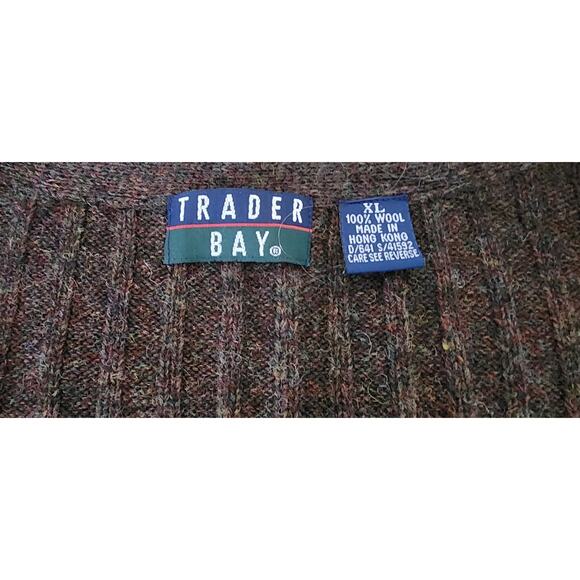 TRADER
BAY®
XL
100% WOOL
MADE IN
HONG KONG
D/641 S/41592
CARE SEE REVERSE